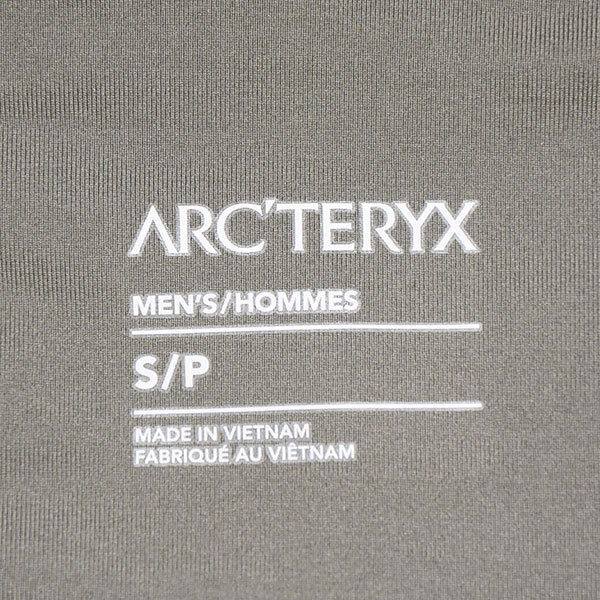 ARC'TERYX
MEN'S/HOMMES
S/P
MADE IN VIETNAM
FABRIQUÉ AU VIÊTNAM